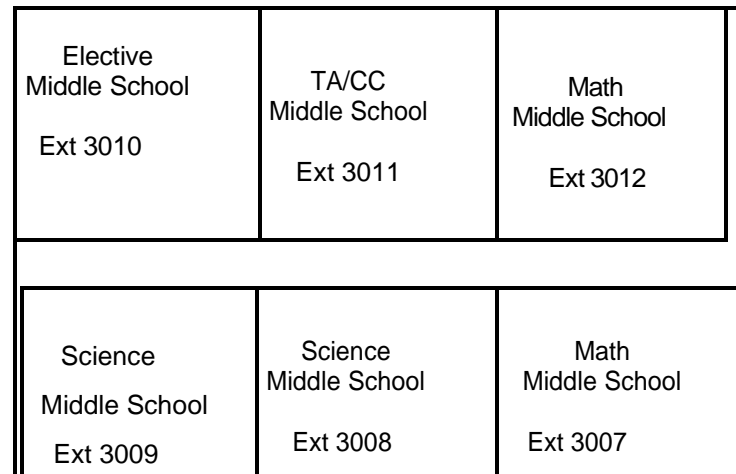 Elective
Middle School
Ext 3010
TA/CC
Middle School
Ext 3011
Math
Middle School
Ext 3012
Science
Middle School
Ext 3009
Science
Middle School
Ext 3008
Math
Middle School
Ext 3007